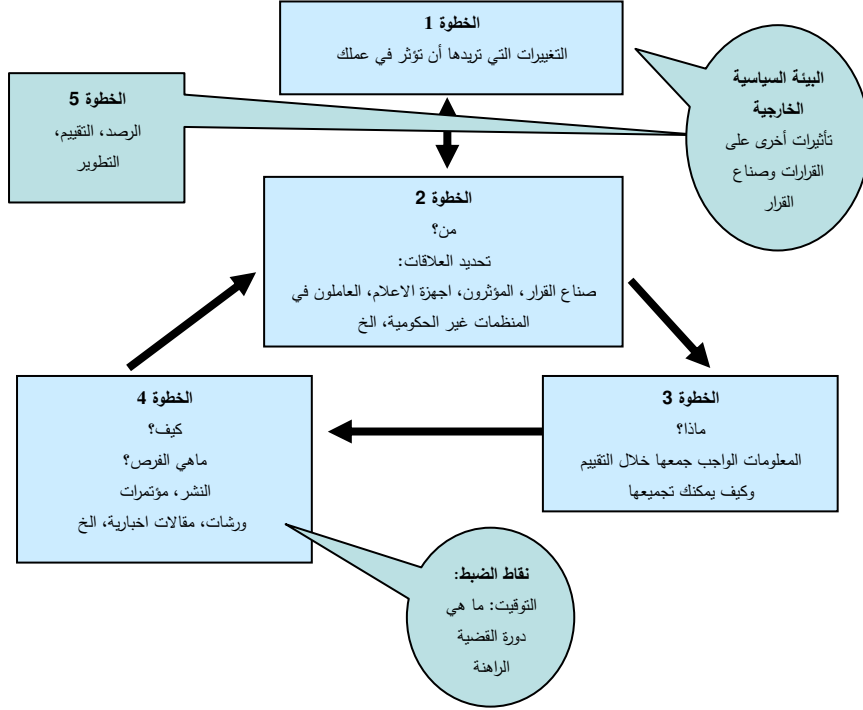 الخطوة 1
التغييرات التي تريدها أن تؤثر في عملك
البيئة السياسية
الخارجية
تأثيرات أخرى على
القرارات وصناع
القرار
الخطوة 5
الرصد، التقييم،
التطوير
الخطوة 2
من؟
تحديد العلاقات:
صناع القرار، المؤثرون، اجهزة الاعلام، العاملون في
المنظمات غير الحكومية، الخ
الخطوة 3
ماذا؟
المعلومات الواجب جمعها خلال التقييم
وكيف يمكنك تجميعها
الخطوة 4
كيف؟
ماهي الفرص؟
النشر، مؤتمرات
ورشات، مقالات اخبارية، الخ
نقاط الضبط:
التوقيت: ما هي
دورة القضية
الراهنة